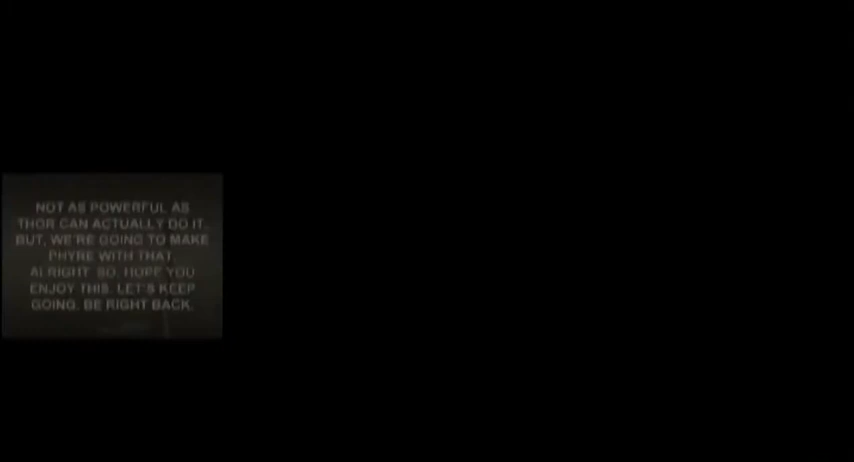 NOT AS POWERFUL AS
THOR CAN ACTUALLY DO IT.
BUT, WE'RE GOING TO MAKE
PHYRE WITH THAT.
ALRIGHT SO, HOPE YOU
ENJOY THIS. LET'S KEEP
GOING. BE RIGHT BACK.